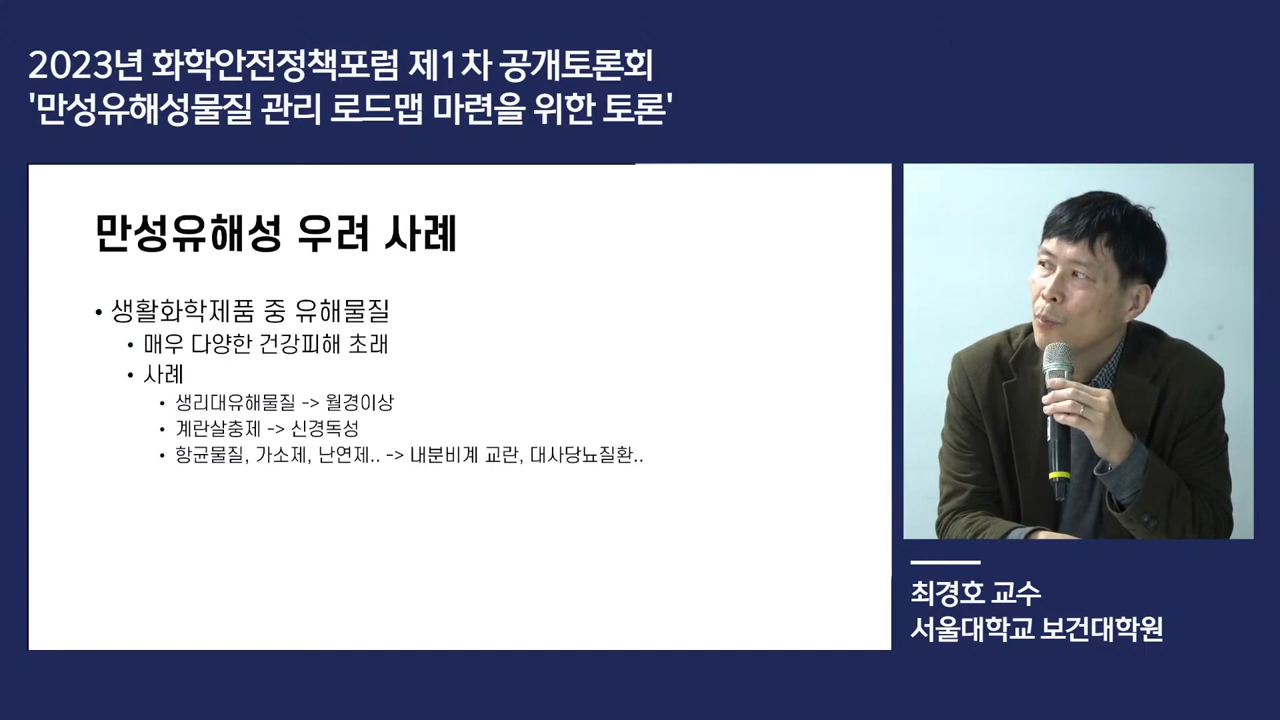 2023년 화학안전정책포럼 제1차 공개토론회
'만성유해성물질 관리 로드맵 마련을 위한 토론'
만성유해성 우려 사례
• 생활화학제품 중 유해물질
• 매우 다양한 건강피해 초래
• 사례
• 생리대유해물질 -> 월경이상
• 계란살충제 -> 신경독성
• 항균물질, 가소제, 난연제.. -> 내분비계 교란, 대사당뇨질환..
최경호 교수
서울대학교 보건대학원